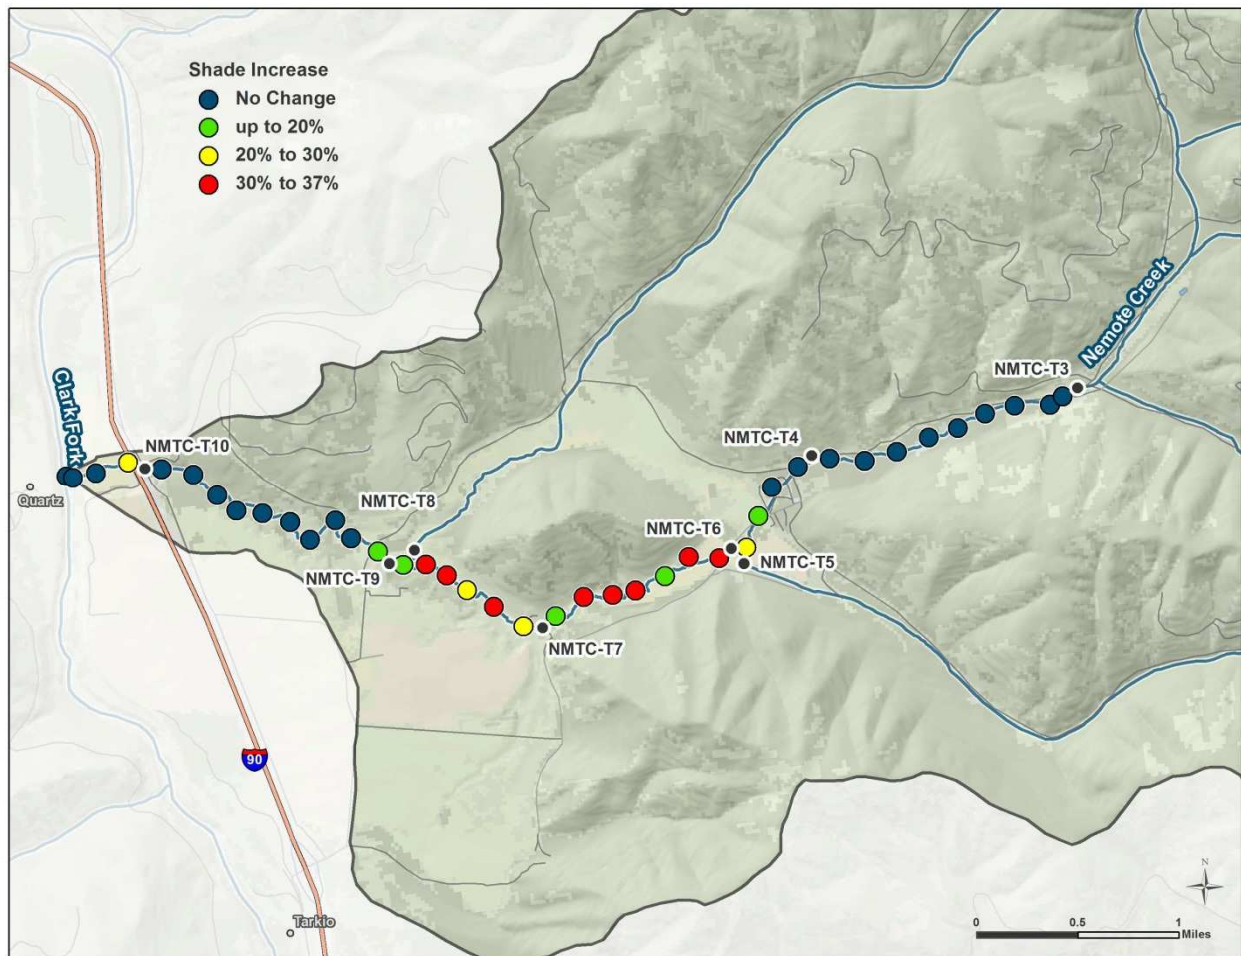 Shade Increase
No Change
up to 20%
20% to 30%
30% to 37%
Nemote Creek
NMTC-T3
Clark Fork
NMTC-T4
NMTC-T10
Quartz
NMTC-T8
NMTC-T6
NMTC-T5
NMTC-T9
NMTC-T7
90
N
Tarkio
0 0.5 1
Miles